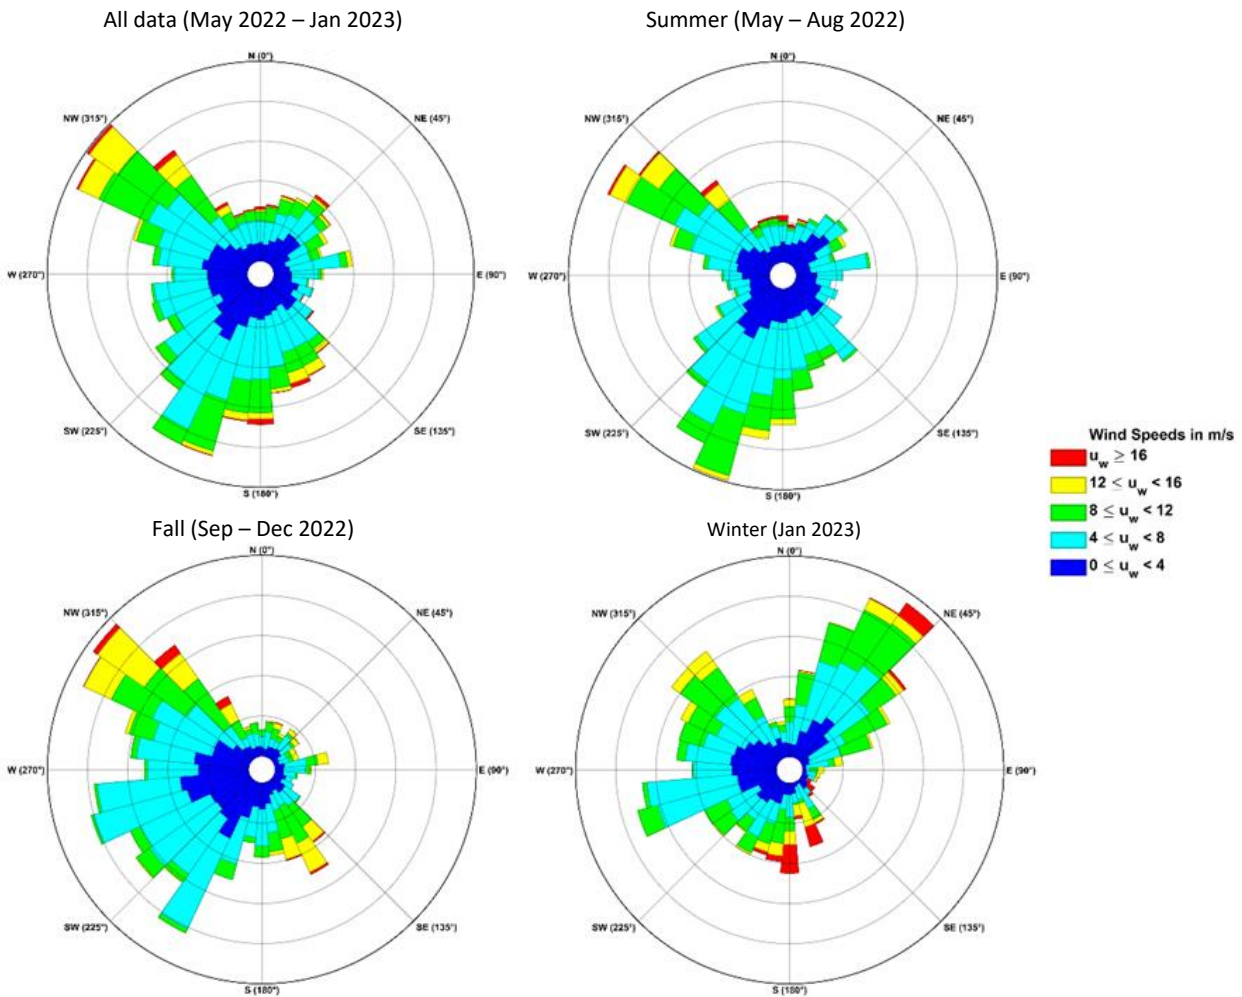 All data (May 2022 – Jan 2023)
Summer (May – Aug 2022)
N (0°)
NW (315°)
NE (45°)
W (270°)
E (90°)
SW (225°)
SE (135°)
S (180°)
N (0°)
NW (315°)
NE (45°)
W (270°)
E (90°)
SW (225°)
SE (135°)
S (180°)
Wind Speeds in m/s
u_w ≥ 16
12 ≤ u_w < 16
8 ≤ u_w < 12
4 ≤ u_w < 8
0 ≤ u_w < 4
Fall (Sep – Dec 2022)
Winter (Jan 2023)
N (0°)
NW (315°)
NE (45°)
W (270°)
E (90°)
SW (225°)
SE (135°)
S (180°)
N (0°)
NW (315°)
NE (45°)
W (270°)
E (90°)
SW (225°)
SE (135°)
S (180°)